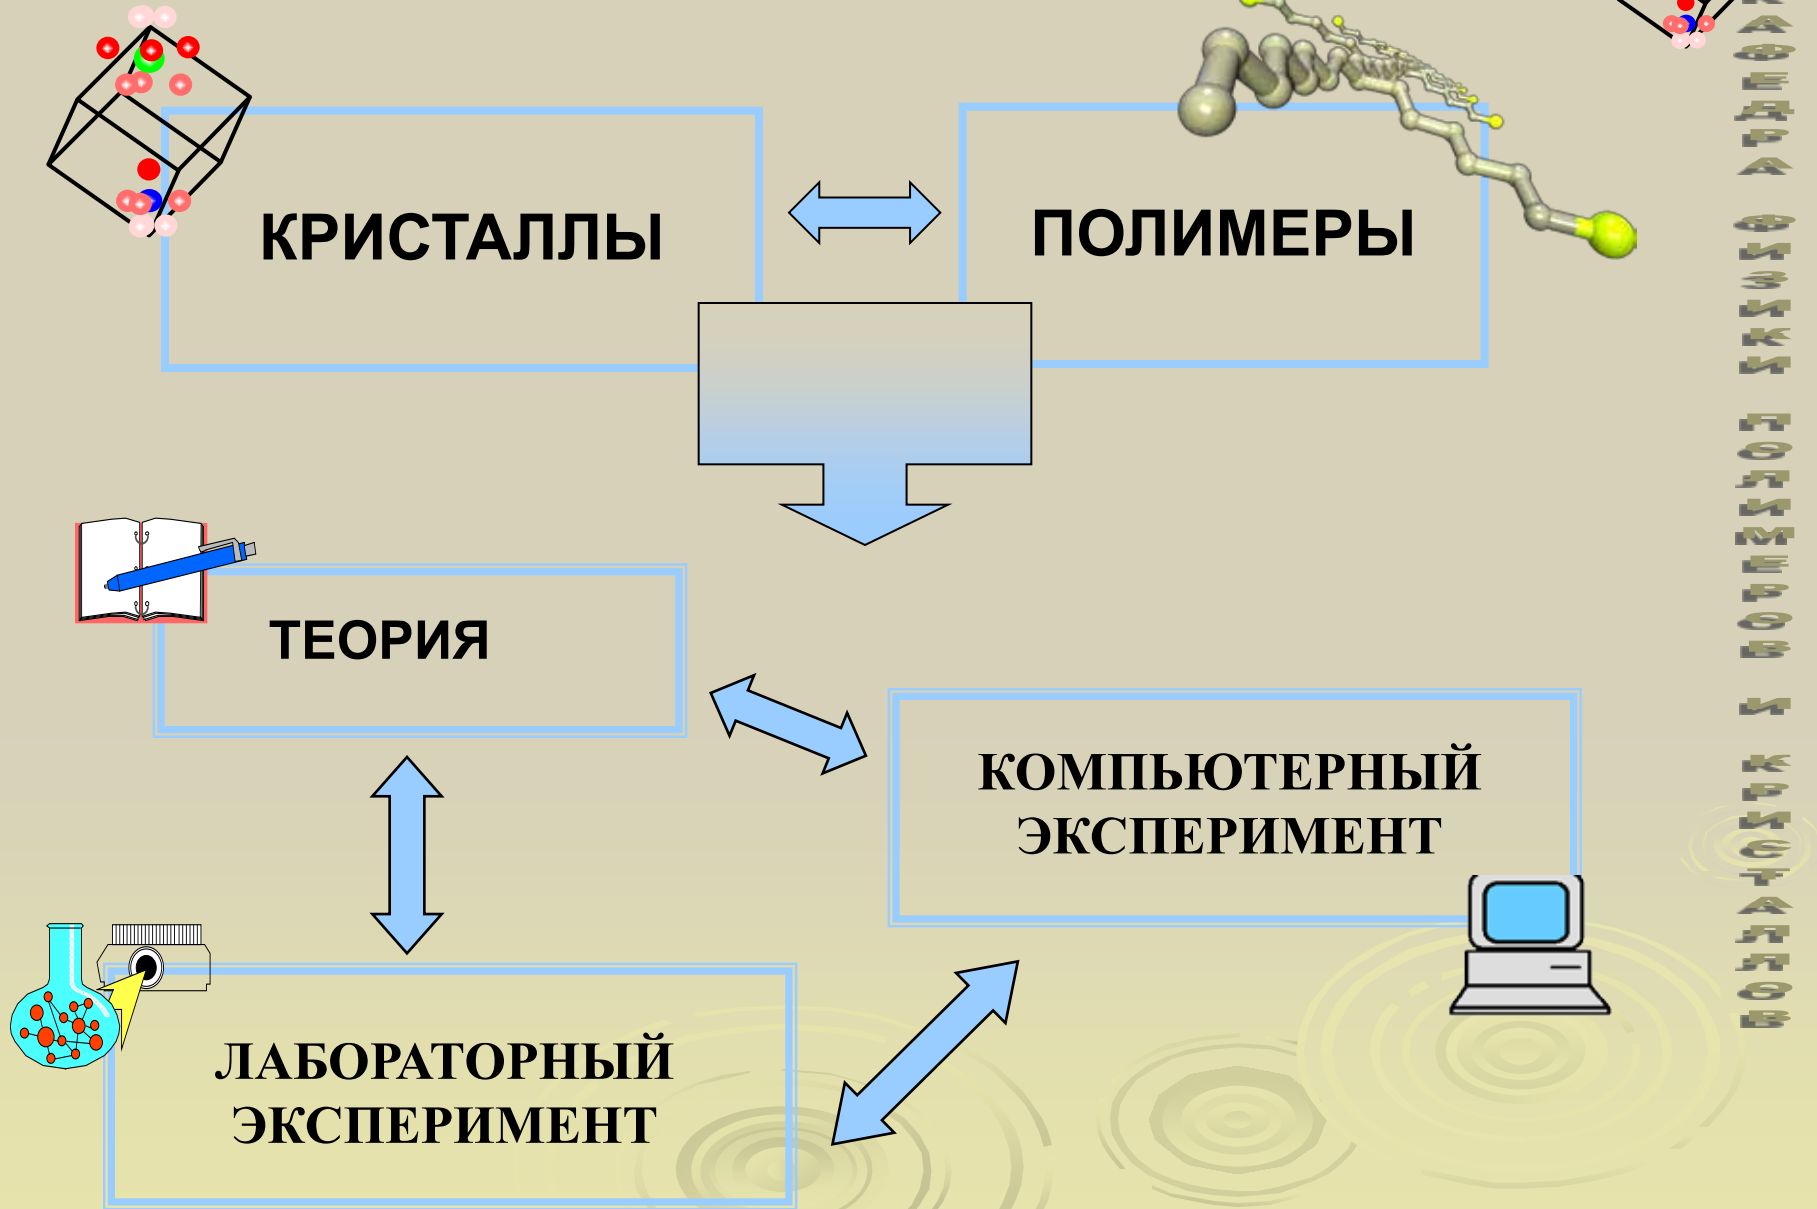 КРИСТАЛЛЫ
ПОЛИМЕРЫ
ТЕОРИЯ
КОМПЬЮТЕРНЫЙ
ЭКСПЕРИМЕНТ
ЛАБОРАТОРНЫЙ
ЭКСПЕРИМЕНТ
КАФЕДРА ФИЗИКИ ПОЛИМЕРОВ И КРИСТАЛЛОВ